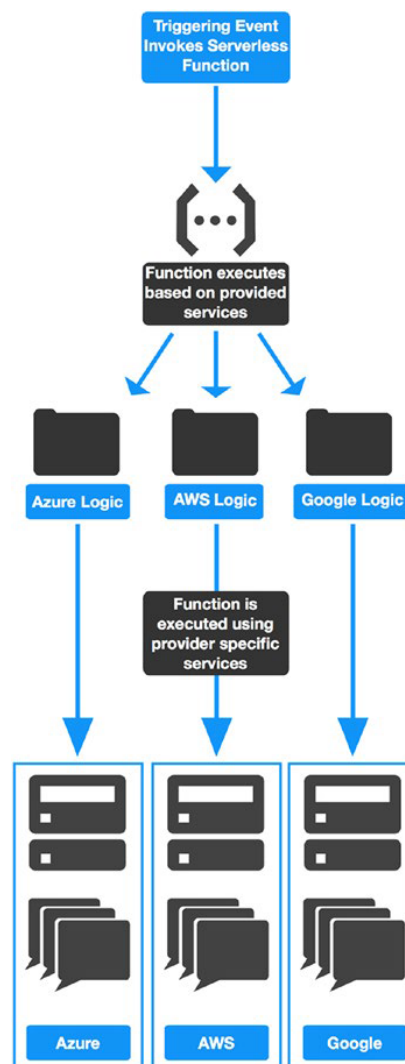 Triggering Event
Invokes Serverless
Function
Function executes
based on provided
services
Azure Logic
AWS Logic
Google Logic
Function is
executed using
provider specific
services
Azure
AWS
Google